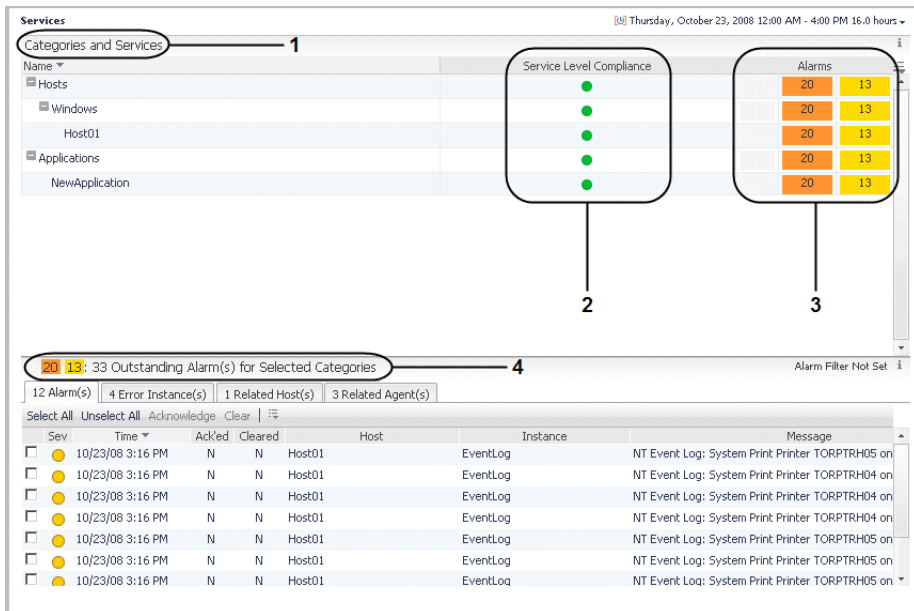 Services
Thursday, October 23, 2008 12:00 AM - 4:00 PM 16.0 hours
Categories and Services
1
i
Name Service Level Compliance Alarms
Hosts 20 13
Windows 20 13
Host01 20 13
Applications 20 13
NewApplication 20 13
2
3
20 13 : 33 Outstanding Alarm(s) for Selected Categories
4
Alarm Filter Not Set i
12 Alarm(s) 4 Error Instance(s) 1 Related Host(s) 3 Related Agent(s)
Select All Unselect All Acknowledge Clear
Sev Time Ack'ed Cleared Host Instance Message
10/23/08 3:16 PM N N Host01 EventLog NT Event Log: System Print Printer TORPTRH05 on
10/23/08 3:16 PM N N Host01 EventLog NT Event Log: System Print Printer TORPTRH04 on
10/23/08 3:16 PM N N Host01 EventLog NT Event Log: System Print Printer TORPTRH04 on
10/23/08 3:16 PM N N Host01 EventLog NT Event Log: System Print Printer TORPTRH04 on
10/23/08 3:16 PM N N Host01 EventLog NT Event Log: System Print Printer TORPTRH05 on
10/23/08 3:16 PM N N Host01 EventLog NT Event Log: System Print Printer TORPTRH05 on
10/23/08 3:16 PM N N Host01 EventLog NT Event Log: System Print Printer TORPTRH05 on